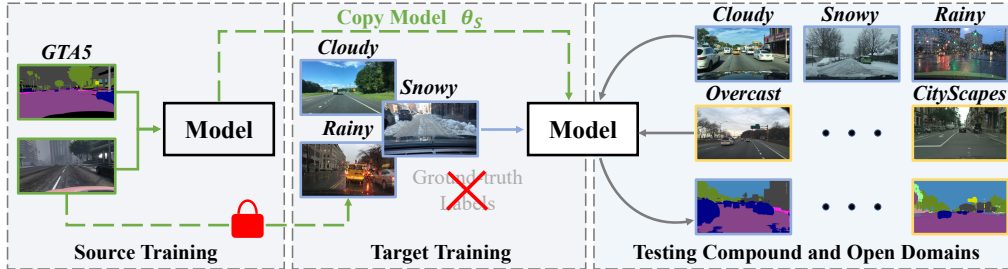 GTA5
Model
Source Training
Copy Model θS
Cloudy
Snowy
Rainy
Ground-truth
Labels
Target Training
Model
Cloudy
Snowy
Rainy
Overcast
CityScapes
Testing Compound and Open Domains